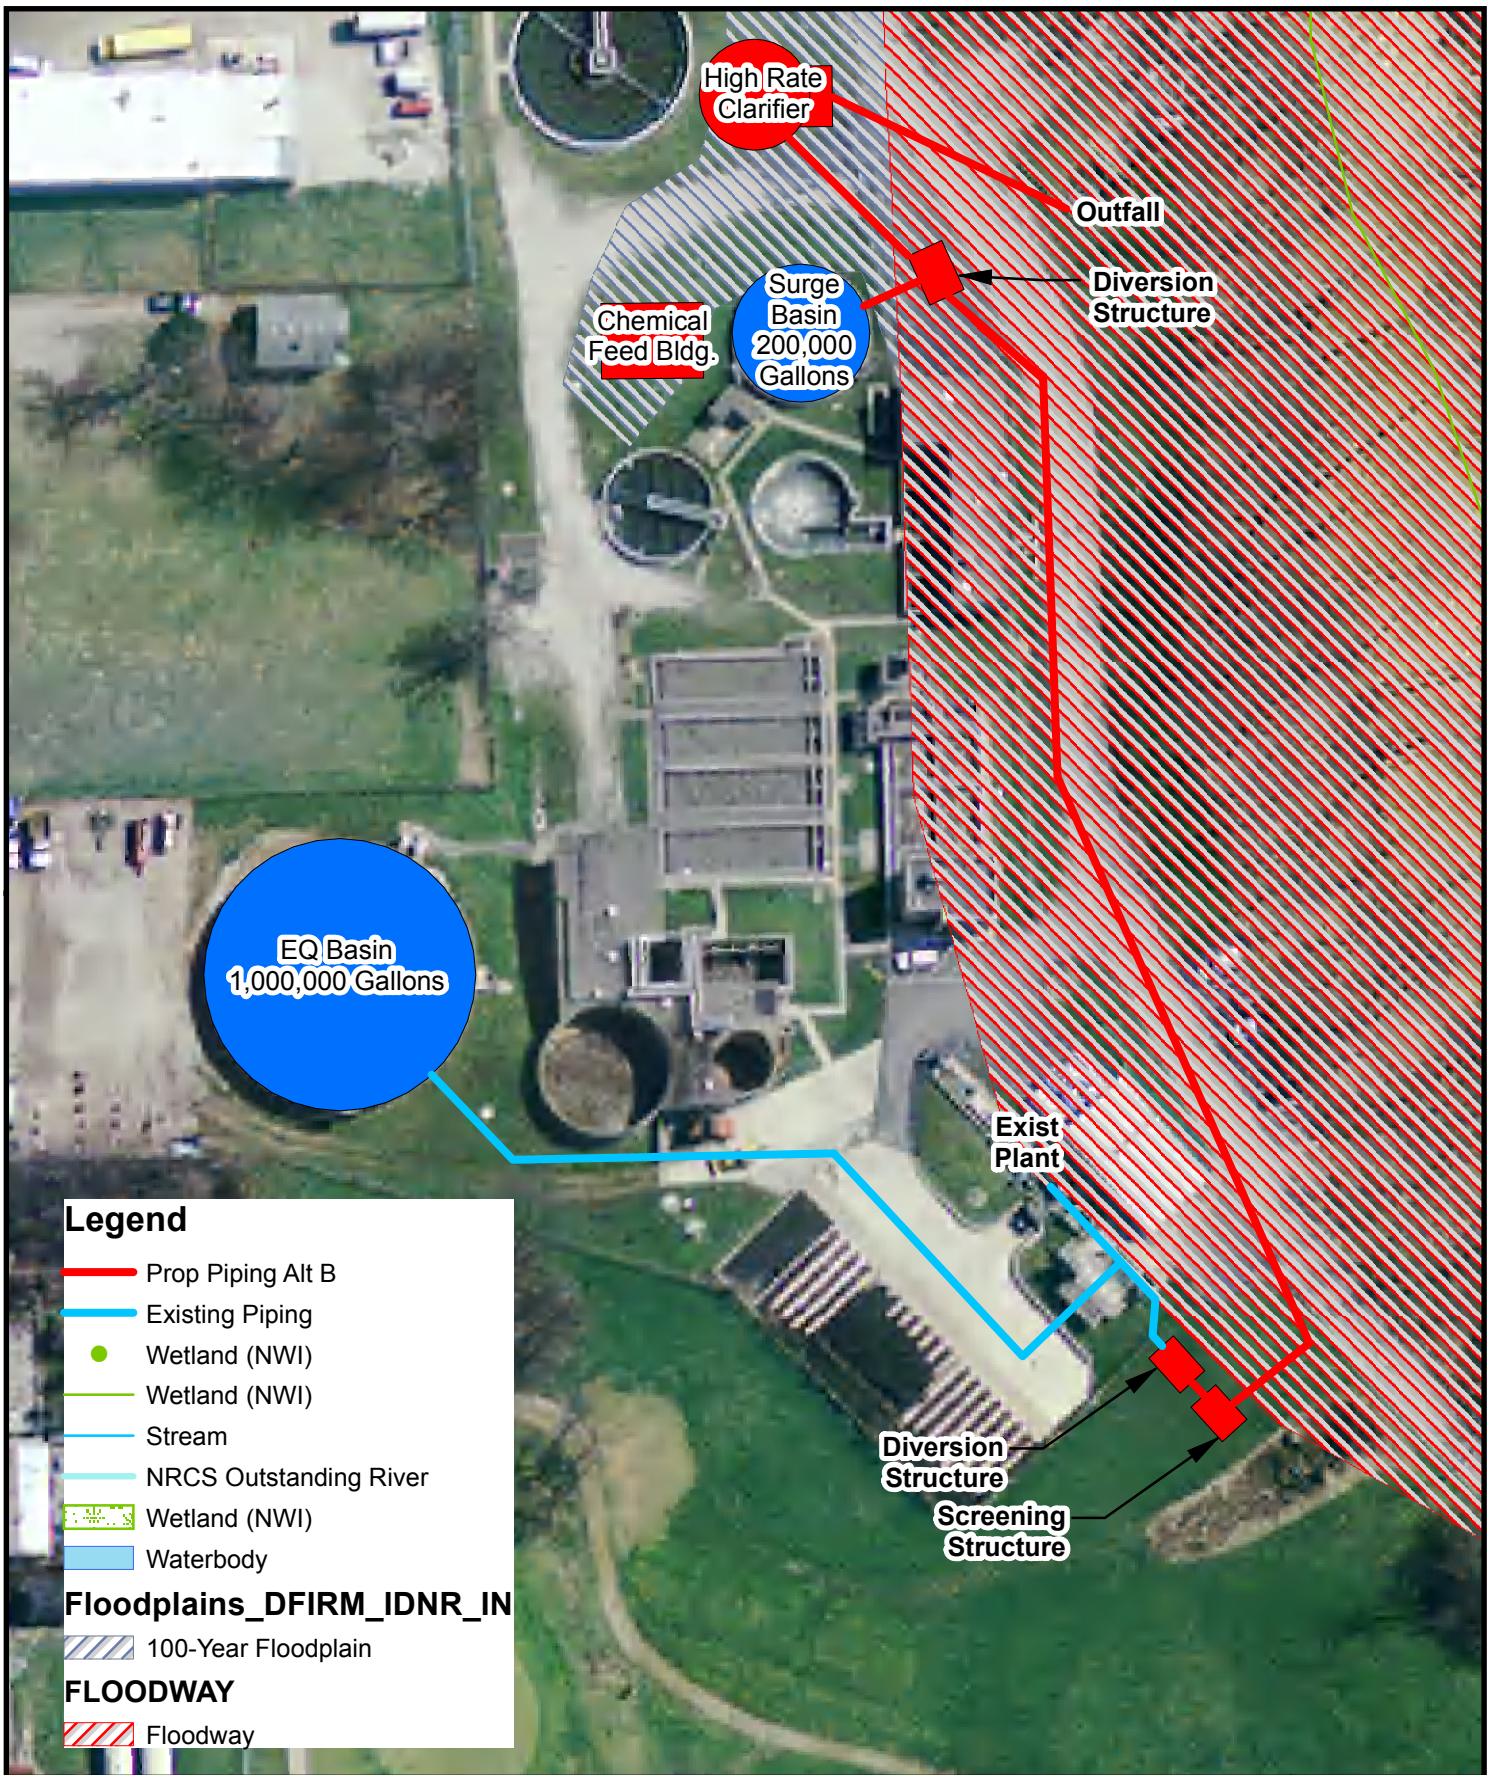 High Rate
Clarifier
Outfall
Diversion
Structure
Surge
Basin
200,000
Gallons
Chemical
Feed Bldg.
EQ Basin
1,000,000 Gallons
Exist
Plant
Diversion
Structure
Screening
Structure
Legend
Prop Piping Alt B
Existing Piping
Wetland (NWI)
Wetland (NWI)
Stream
NRCS Outstanding River
Wetland (NWI)
Waterbody
Floodplains_DFIRM_IDNR_IN
100-Year Floodplain
FLOODWAY
Floodway